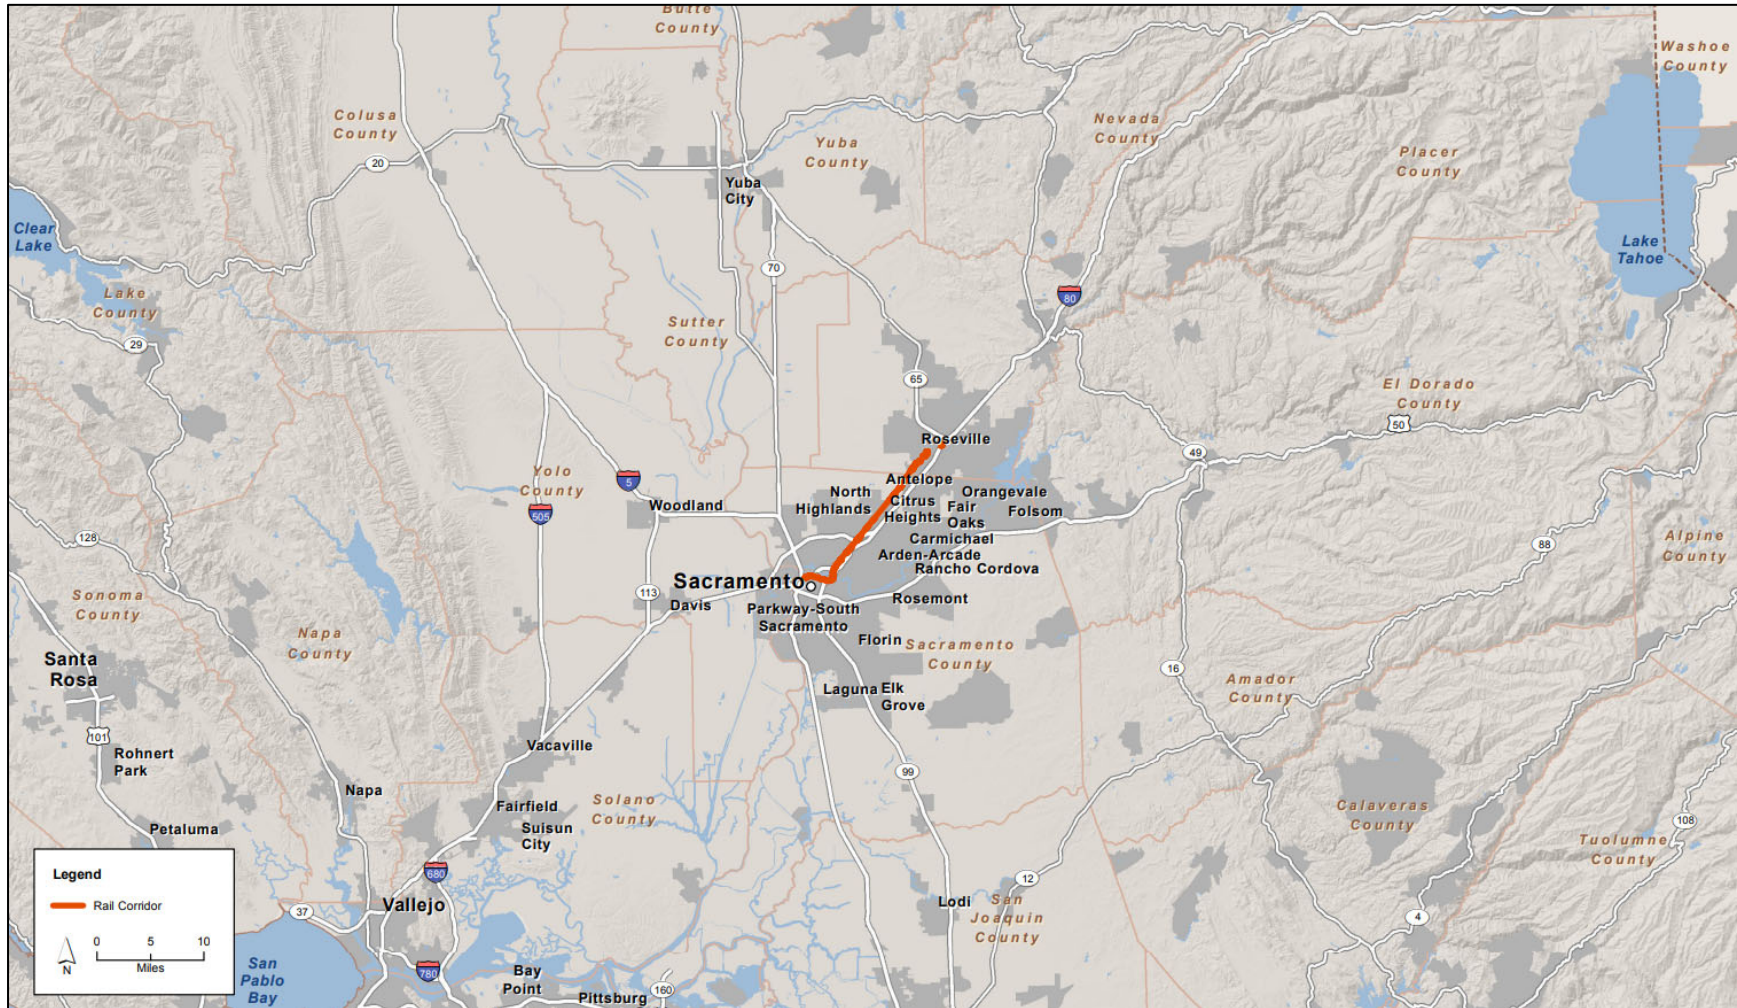 Butte
County
Washoe
County
Colusa
County
Nevada
County
Yuba
County
Placer
County
20
Yuba
City
Clear
Lake
Lake
Tahoe
70
80
Lake
County
Sutter
County
29
65
El Dorado
County
50
Roseville
49
Yolo
County
5
Antelope
North
Highlands
Citrus
Heights
Orangevale
Fair
Oaks
Folsom
Woodland
505
128
Carmichael
Arden-Arcade
Rancho Cordova
Alpine
County
88
Sacramento
Sonoma
County
113
Davis
Rosemont
Parkway-South
Sacramento
Napa
County
Florin
Sacramento
County
Santa
Rosa
16
Amador
County
Laguna
Elk
Grove
101
Rohnert
Park
Vacaville
99
Napa
Fairfield
Solano
County
Calaveras
County
Petaluma
Suisun
City
108
Tuolumne
County
Legend
Rail Corridor
680
12
37
Vallejo
Lodi
San
Joaquin
County
4
0 5 10
Miles
N
San
Pablo
Bay
780
Bay
Point
Pittsburg
160